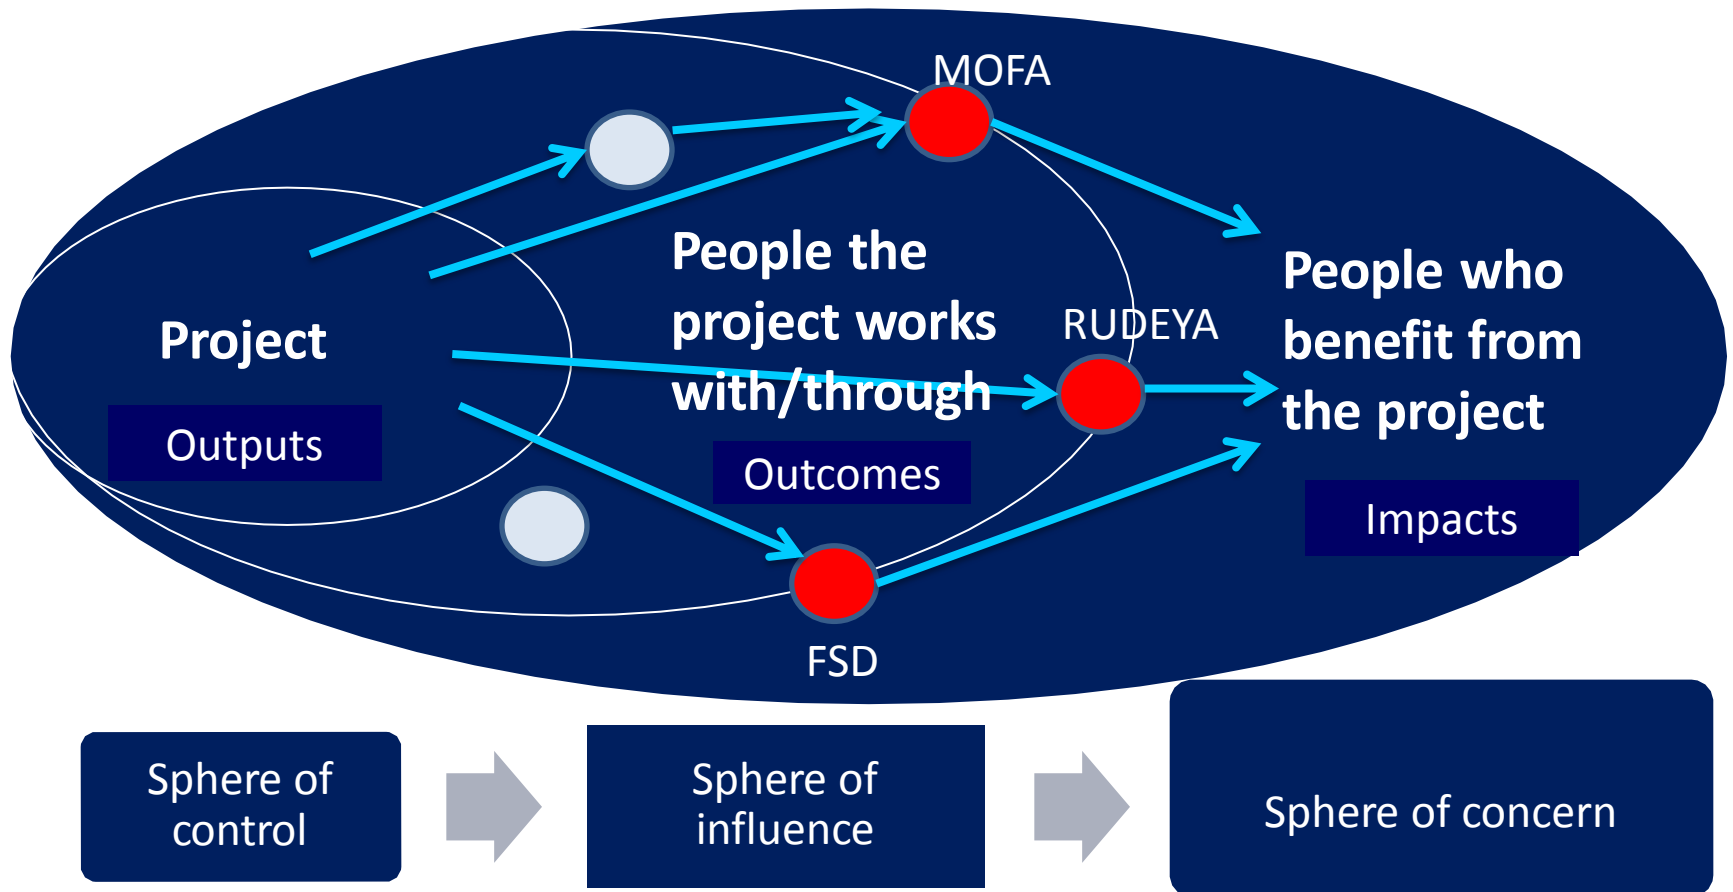 MOFA
People the
project works
with/through
RUDEYA
People who
benefit from
the project
Project
Outputs
Outcomes
Impacts
FSD
Sphere of
control
Sphere of
influence
Sphere of concern